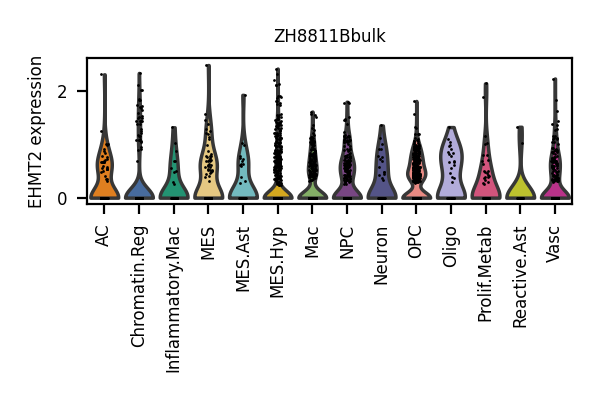 ZH8811Bbulk
EHMT2 expression
2
0
AC
Chromatin.Reg
Inflammatory.Mac
MES
MES.Ast
MES.Hyp
Mac
NPC
Neuron
OPC
Oligo
Prolif.Metab
Reactive.Ast
Vasc